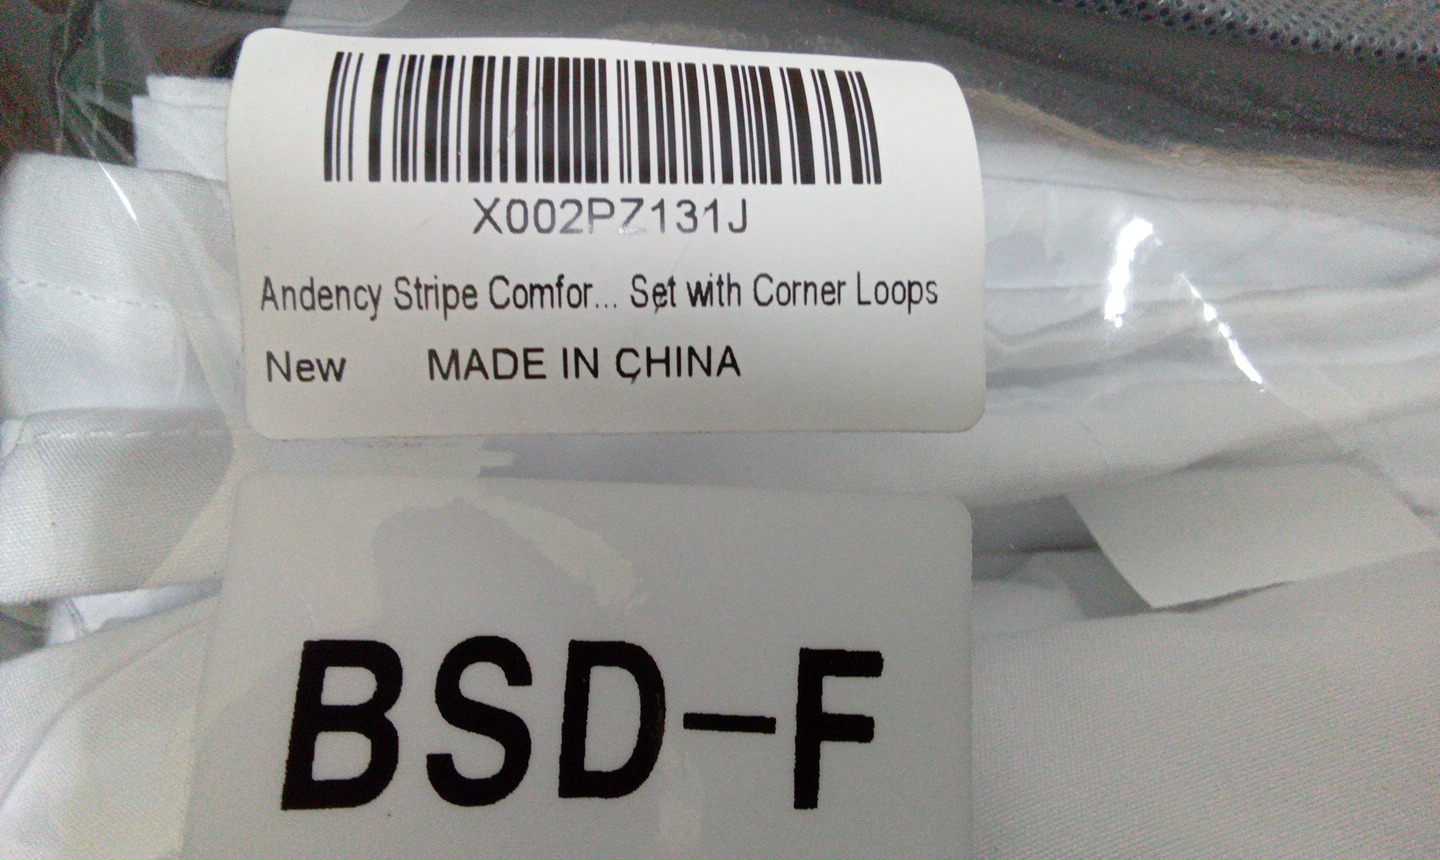 X002PZ131J
Andency Stripe Comfor... Set with Corner Loops
New MADE IN CHINA
BSD-F